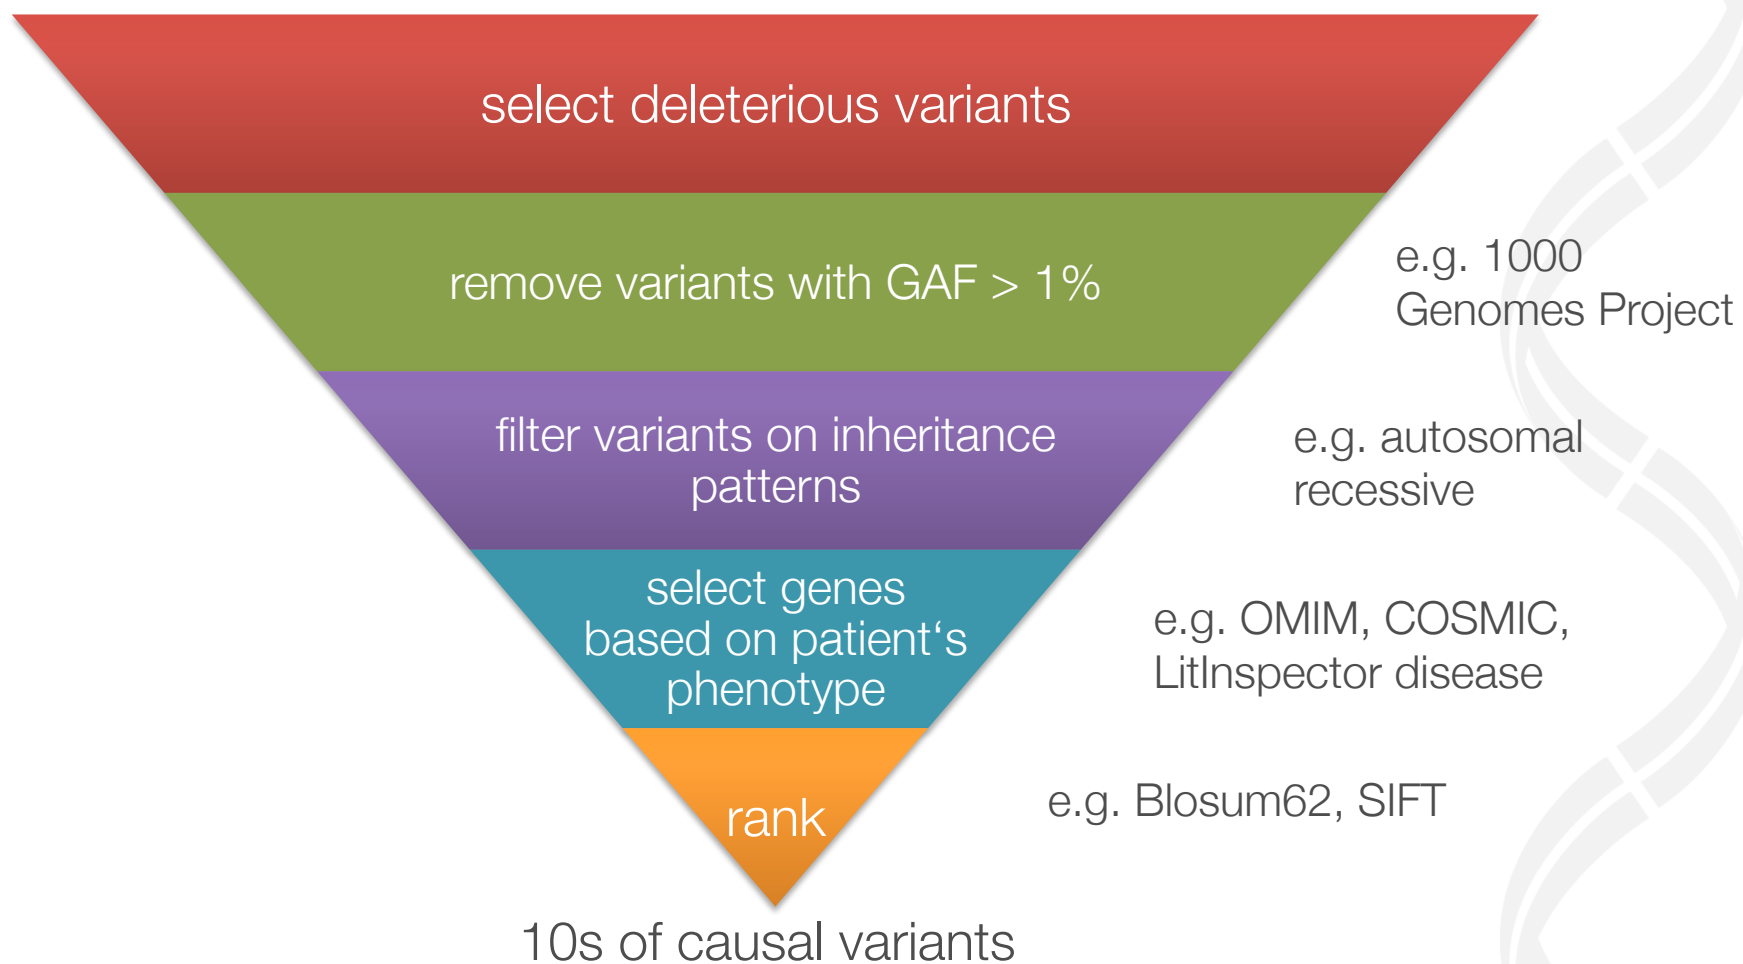 select deleterious variants
remove variants with GAF > 1%
e.g. 1000
Genomes Project
filter variants on inheritance
patterns
e.g. autosomal
recessive
select genes
based on patient‘s
phenotype
e.g. OMIM, COSMIC,
LitInspector disease
rank
e.g. Blosum62, SIFT
10s of causal variants